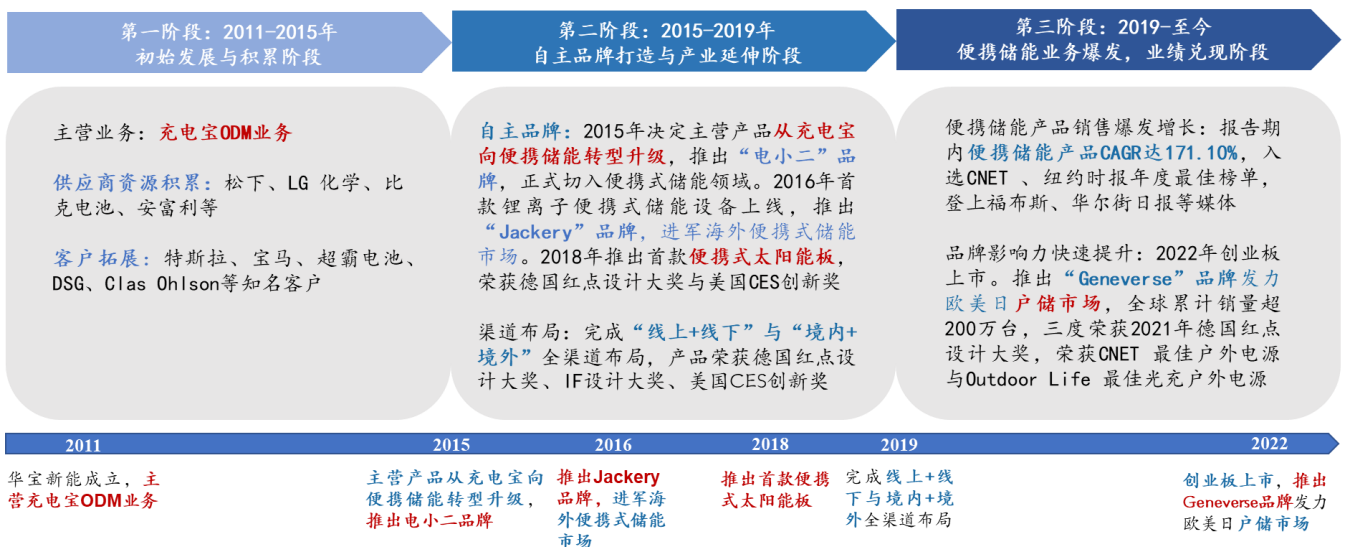 第一阶段：2011-2015年
初始发展与积累阶段
第二阶段：2015-2019年
自主品牌打造与产业延伸阶段
第三阶段：2019-至今
便携储能业务爆发，业绩兑现阶段
主营业务：充电宝ODM业务
供应商资源积累：松下、LG 化学、比
克电池、安富利等
客户拓展：特斯拉、宝马、超霸电池、
DSG、Clas Ohlson等知名客户
自主品牌：2015年决定主营产品从充电宝
向便携储能转型升级，推出“电小二”品
牌，正式切入便携式储能领域。2016年首
款锂离子便携式储能设备上线，推出
“Jackery”品牌，进军海外便携式储能
市场。2018年推出首款便携式太阳能板，
荣获德国红点设计大奖与美国CES创新奖
渠道布局：完成“线上+线下”与“境内+
境外”全渠道布局，产品荣获德国红点设
计大奖、IF设计大奖、美国CES创新奖
便携储能产品销售爆发增长：报告期
内便携储能产品CAGR达171.10%，入
选CNET 、纽约时报年度最佳榜单，
登上福布斯、华尔街日报等媒体
品牌影响力快速提升：2022年创业板
上市。推出“Geneverse”品牌发力
欧美日户储市场，全球累计销量超
200万台，三度荣获2021年德国红点
设计大奖，荣获CNET 最佳户外电源
与Outdoor Life 最佳光充户外电源
2011
2015
2016
2018
2019
2022
华宝新能成立，主
营充电宝ODM业务
主营产品从充电宝向
便携储能转型升级，
推出电小二品牌
推出Jackery
品牌，进军海
外便携式储能
市场
推出首款便携
式太阳能板
完成线上+线
下与境内+境
外全渠道布局
创业板上市，推出
Geneverse品牌发力
欧美日户储市场